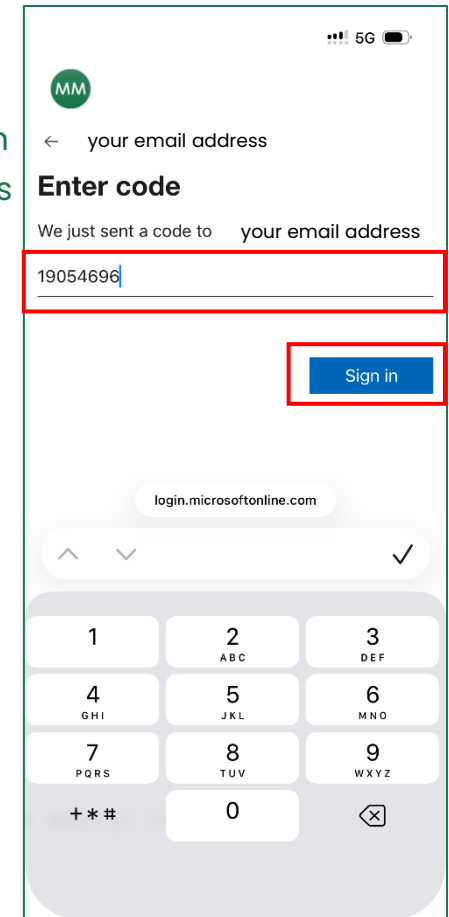 5G
MM
n
← your email address
s
Enter code
We just sent a code to your email address
19054696
Sign in
login.microsoftonline.com
1
2
ABC
3
DEF
4
GHI
5
JKL
6
MNO
7
PQRS
8
TUV
9
WXYZ
+*#
0